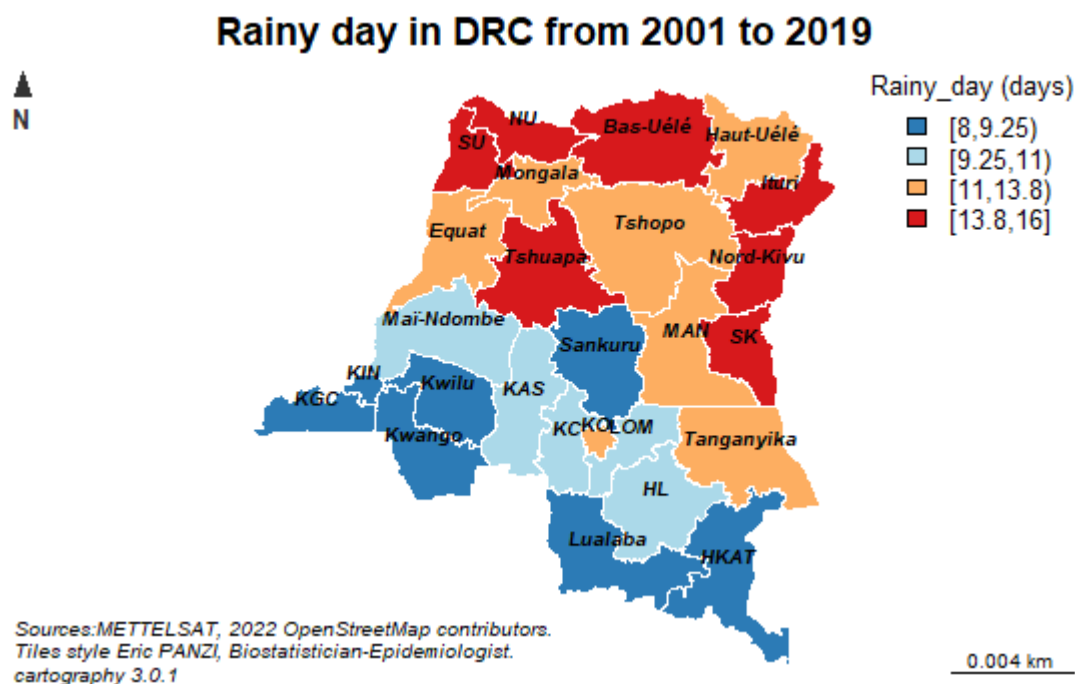 Rainy day in DRC from 2001 to 2019
N
Rainy_day (days)
[8,9.25)
[9.25,11)
[11,13.8)
[13.8,16]
NU
Bas-Uélé
Haut-Uélé
SU
Mongala
Ituri
Equat
Tshopo
Tshuapa
Nord-Kivu
Maï-Ndombe
MAN
SK
Sankuru
KIN
Kwilu
KAS
KGC
KC
KO
LOM
Kwango
Tanganyika
HL
Lualaba
HKAT
Sources:METTELSAT, 2022 OpenStreetMap contributors.
Tiles style Eric PANZI, Biostatistician-Epidemiologist.
cartography 3.0.1
0.004 km